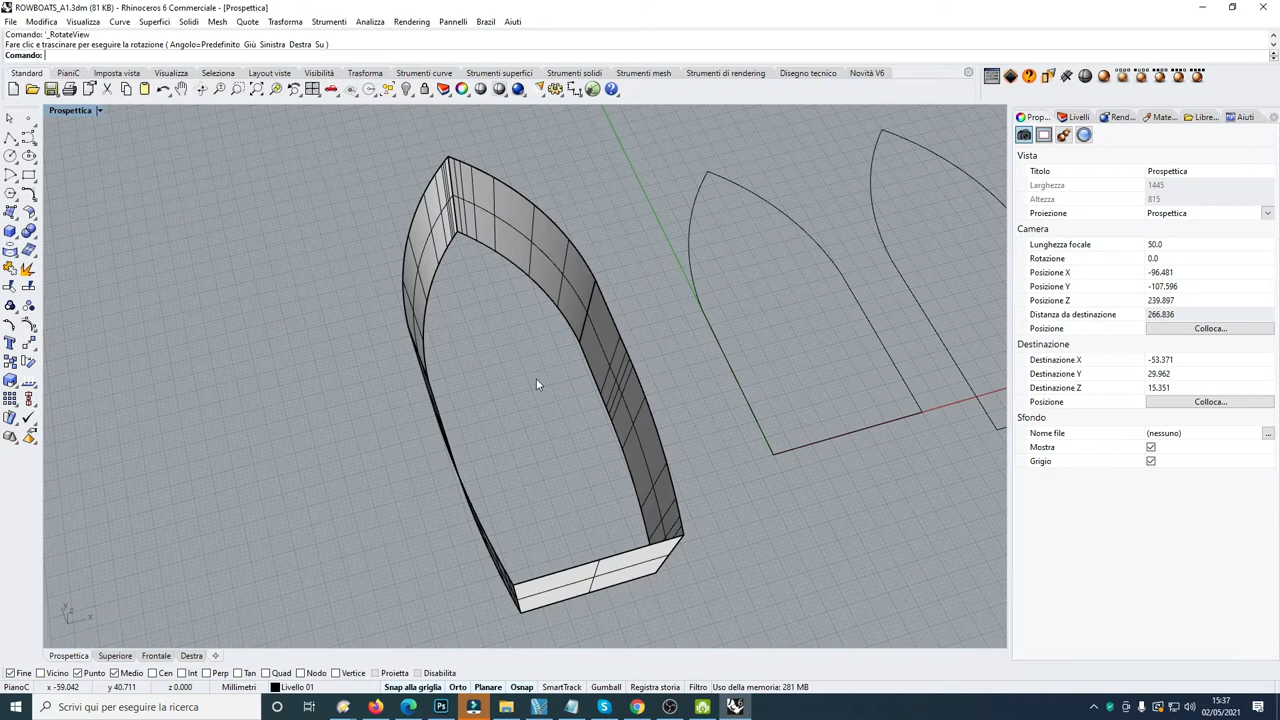 ROWBOATS_A1.3dm (81 KB) - Rhinoceros 6 Commerciale - [Prospettica]
File Modifica Visualizza Curve Superfici Solidi Mesh Quote Trasforma Strumenti Analizza Rendering Pannelli Brazil Aiuti
Comando: '_RotateView
Fare clic e trascinare per eseguire la rotazione ( Angolo=Predefinito Giù Sinistra Destra Su )
Comando:
Standard PianiC Imposta vista Visualizza Selezione Layout viste Visibilità Trasforma Strumenti curve Strumenti superfici Strumenti solidi Strumenti mesh Strumenti di rendering Disegno tecnico Novità V6
Prospettica
Prop... Livelli Rend... Mate... Libre... Aiuti
Vista
Titolo Prospettica
Larghezza 1445
Altezza 815
Proiezione Prospettica
Camera
Lunghezza focale 50.0
Rotazione 0.0
Posizione X -96.481
Posizione Y -107.596
Posizione Z 239.897
Distanza da destinazione 266.836
Posizione Colloca...
Destinazione
Destinazione X -53.371
Destinazione Y 29.962
Destinazione Z 15.351
Posizione Colloca...
Sfondo
Nome file (nessuno) ...
Mostra
Grigio
y
z
x
Prospettica Superiore Frontale Destra
Fine Vicino Punto Medio Cen Int Perp Tan Quad Nodo Vertice Proietta Disabilita
PianoC x -59.042 y 40.711 z 0.000 Millimetri Livello 01 Snap alla griglia Orto Planare Osnap SmartTrack Gumball Registra storia Filtro Uso della memoria: 281 MB
Scrivi qui per eseguire la ricerca
15:37
02/05/2021